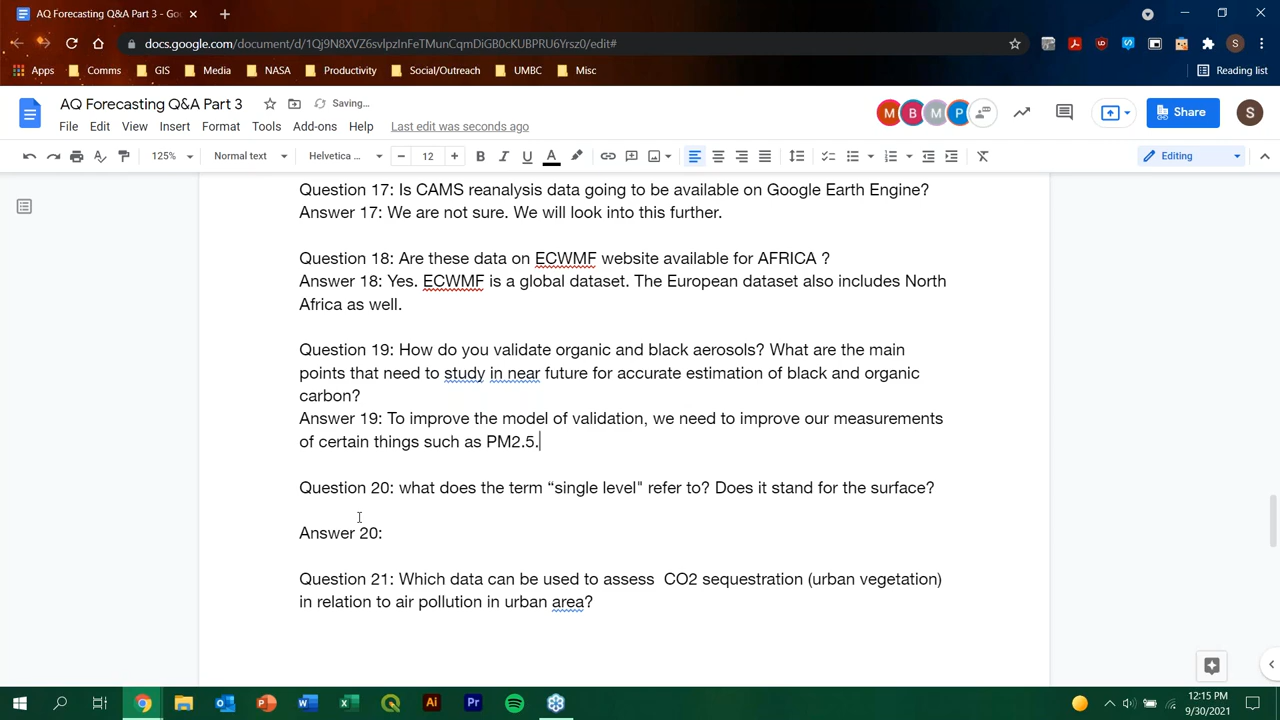 AQ Forecasting Q&A Part 3 - Go
docs.google.com/document/d/1Qj9N8XVZ6svlpzInFeTMunCqmDiGB0cKUBPRU6Yrsz0/edit#
Apps Comms GIS Media NASA Productivity Social/Outreach UMBC Misc Reading list
AQ Forecasting Q&A Part 3 Saving...
M B M P Share S
File Edit View Insert Format Tools Add-ons Help Last edit was seconds ago
125% Normal text Helvetica ... 12 B I U A Editing
Question 17: Is CAMS reanalysis data going to be available on Google Earth Engine?
Answer 17: We are not sure. We will look into this further.
Question 18: Are these data on ECWMF website available for AFRICA ?
Answer 18: Yes. ECWMF is a global dataset. The European dataset also includes North
Africa as well.
Question 19: How do you validate organic and black aerosols? What are the main
points that need to study in near future for accurate estimation of black and organic
carbon?
Answer 19: To improve the model of validation, we need to improve our measurements
of certain things such as PM2.5.
Question 20: what does the term “single level" refer to? Does it stand for the surface?
Answer 20:
Question 21: Which data can be used to assess  CO2 sequestration (urban vegetation)
in relation to air pollution in urban area?
12:15 PM
9/30/2021